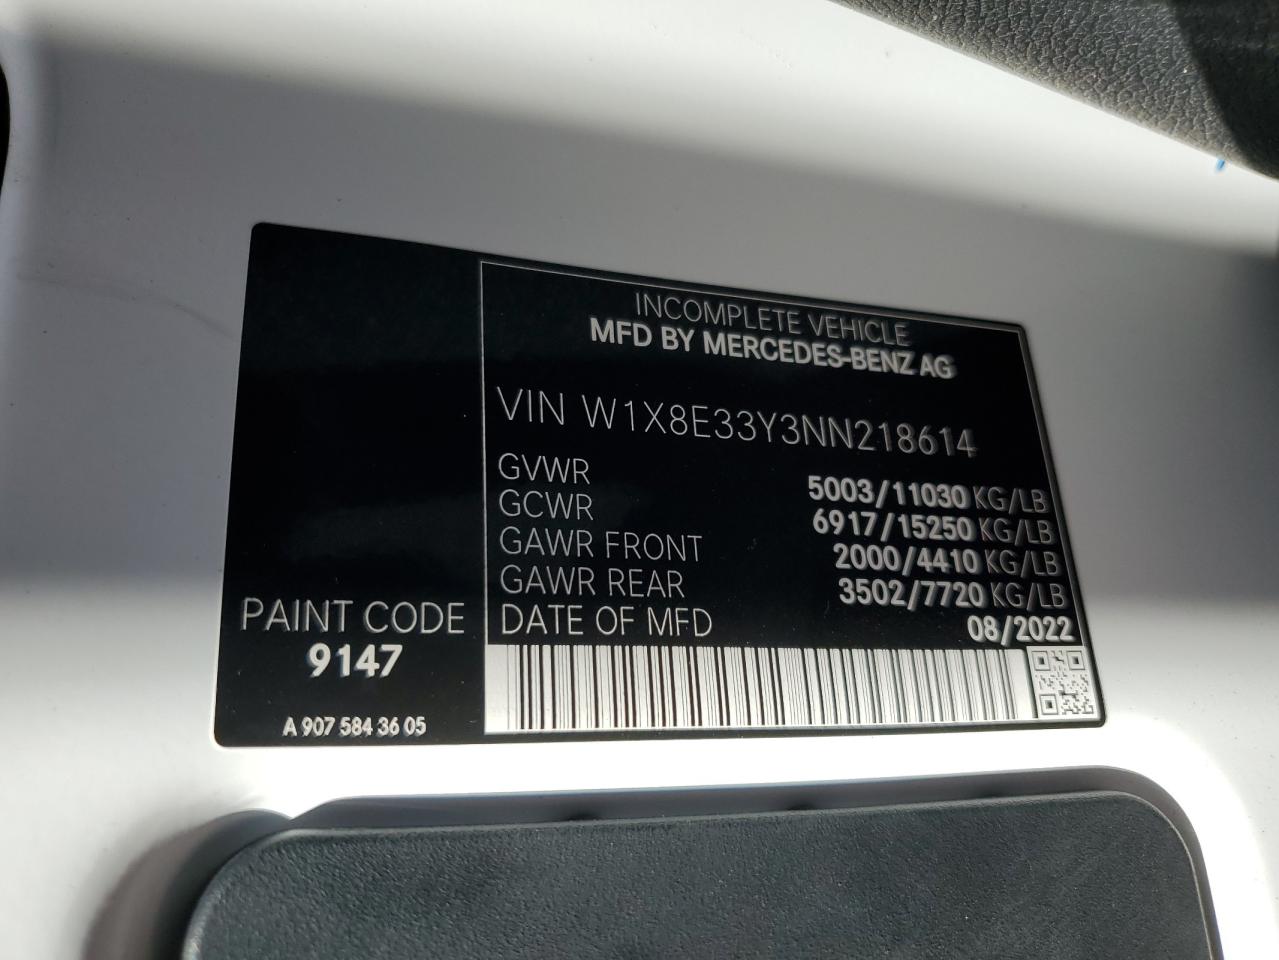 INCOMPLETE VEHICLE
MFD BY MERCEDES-BENZ AG
VIN W1X8E33Y3NN218614
GVWR 5003/11030 KG/LB
GCWR 6917/15250 KG/LB
GAWR FRONT 2000/4410 KG/LB
GAWR REAR 3502/7720 KG/LB
DATE OF MFD 08/2022
PAINT CODE
9147
A 907 584 36 05